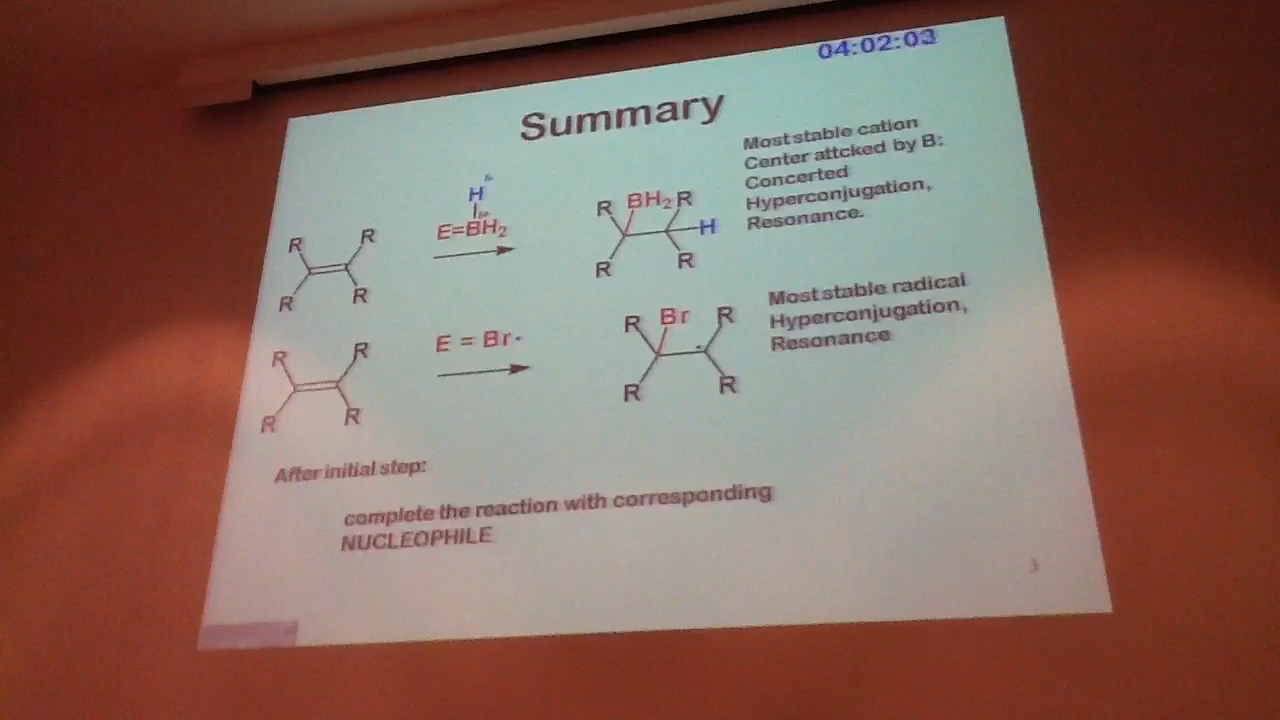 04:02:03
Summary
Most stable cation
Center attcked by B:
Concerted
Hyperconjugation,
Resonance.
H
E=BH2
R R
R R
R BH2 R
H
R R
E = Br·
R R
R R
R Br R
R R
Most stable radical
Hyperconjugation,
Resonance
After initial step:
complete the reaction with corresponding
NUCLEOPHILE
3